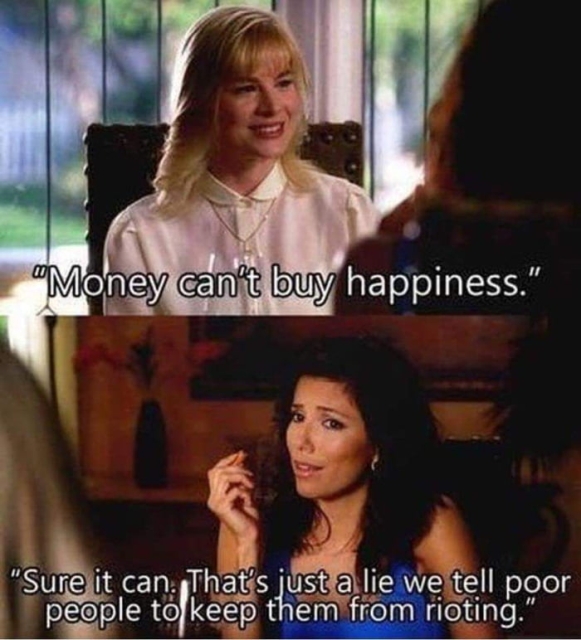 "Money can't buy happiness."
"Sure it can. That's just a lie we tell poor
people to keep them from rioting."